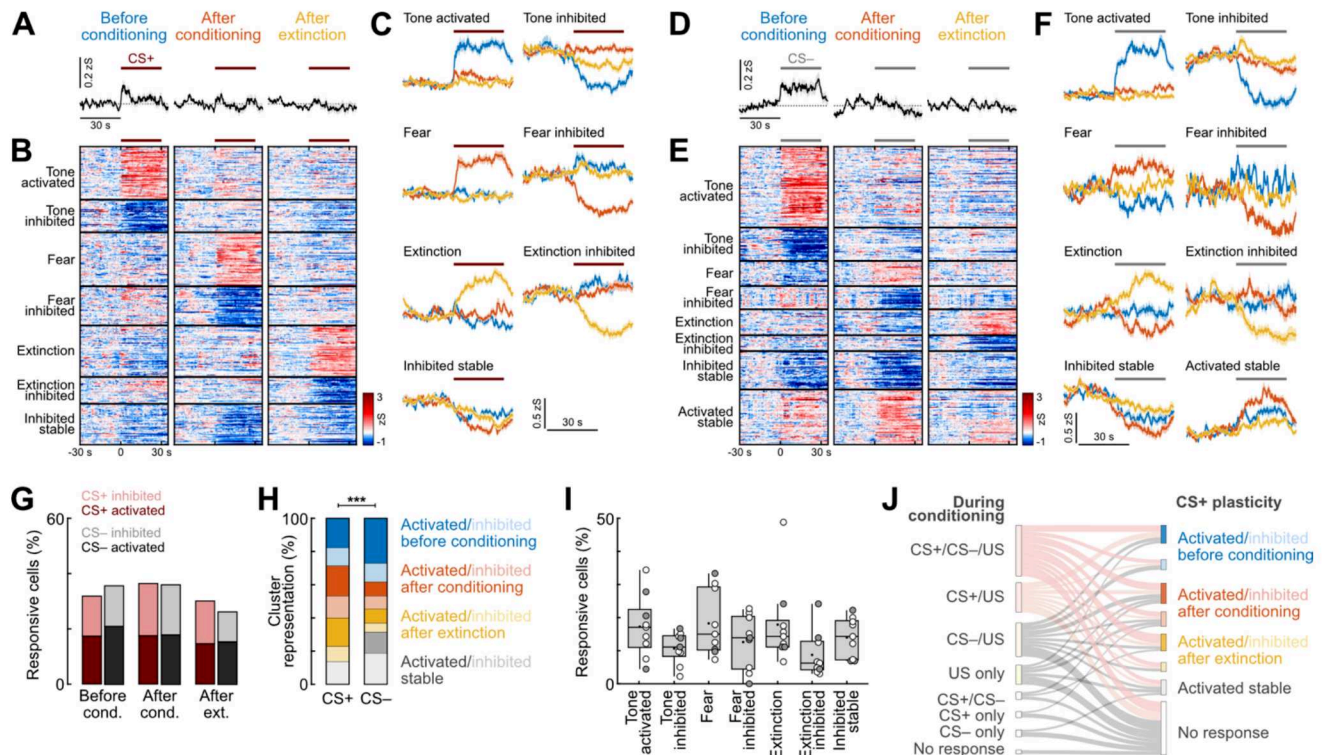 A
Before
conditioning
After
conditioning
After
extinction
0.2 zS
CS+
30 s
B
Tone
activated
Tone
inhibited
Fear
Fear
inhibited
Extinction
Extinction
inhibited
Inhibited
stable
-30 s
0
30 s
3
zS
-1
C
Tone activated
Tone inhibited
Fear
Fear inhibited
Extinction
Extinction inhibited
Inhibited stable
0.5 zS
30 s
D
Before
conditioning
After
conditioning
After
extinction
0.2 zS
CS–
30 s
E
Tone
activated
Tone
inhibited
Fear
Fear
inhibited
Extinction
Extinction
inhibited
Inhibited
stable
Activated
stable
-30 s
0
30 s
3
zS
-1
F
Tone activated
Tone inhibited
Fear
Fear inhibited
Extinction
Extinction inhibited
Inhibited stable
Activated stable
0.5 zS
30 s
G
CS+ inhibited
CS+ activated
CS– inhibited
CS– activated
Responsive cells (%)
60
0
Before
cond.
After
cond.
After
ext.
H
***
Cluster
representation (%)
100
0
CS+
CS–
Activated/inhibited
before conditioning
Activated/inhibited
after conditioning
Activated/inhibited
after extinction
Activated/inhibited
stable
I
Responsive cells (%)
50
0
Tone
activated
Tone
inhibited
Fear
Fear
inhibited
Extinction
Extinction
inhibited
Inhibited
stable
J
During
conditioning
CS+ plasticity
CS+/CS–/US
CS+/US
CS–/US
US only
CS+/CS–
CS+ only
CS– only
No response
Activated/inhibited
before conditioning
Activated/inhibited
after conditioning
Activated/inhibited
after extinction
Activated stable
No response